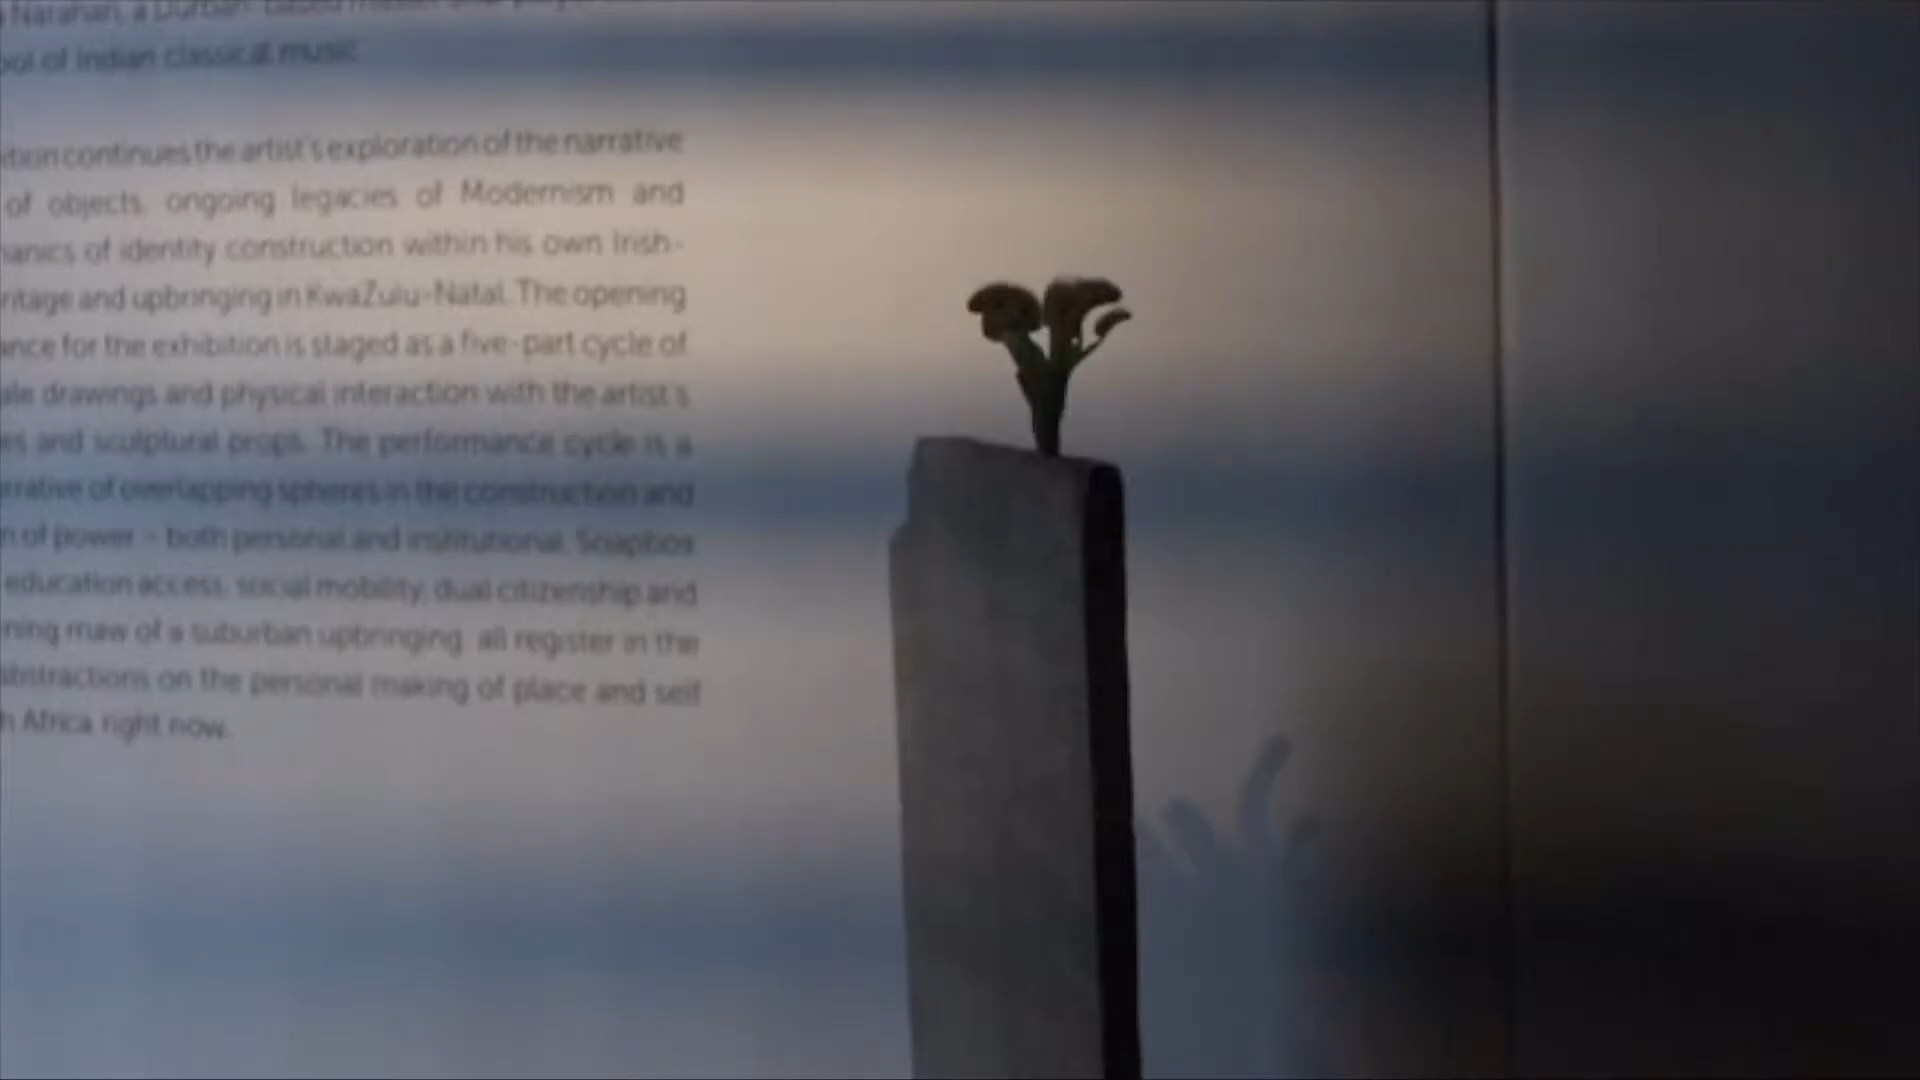 Narahan, a Durban-based master
ool of Indian classical music
ition continues the artist's exploration of the narrative
of objects, ongoing legacies of Modernism and
hanics of identity construction within his own Irish-
ritage and upbringing in KwaZulu-Natal. The opening
ance for the exhibition is staged as a five-part cycle of
ale drawings and physical interaction with the artist's
es and sculptural props. The performance cycle is a
rrative of overlapping spheres in the construction and
n of power - both personal and institutional. Soapbox
education access, social mobility, dual citizenship and
ning maw of a suburban upbringing all register in the
abstractions on the personal making of place and self
h Africa right now.